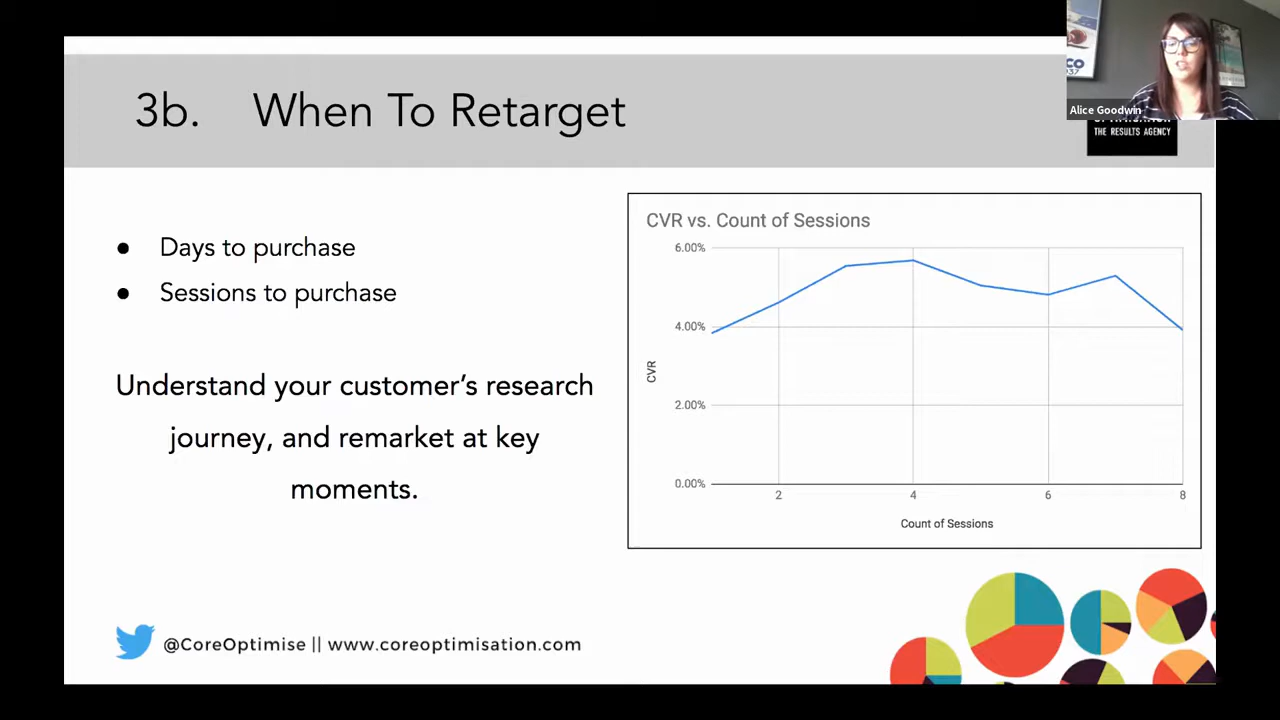 3b. When To Retarget
CO
37
Alice Goodwin
THE RESULTS AGENCY
● Days to purchase
● Sessions to purchase
Understand your customer's research
journey, and remarket at key
moments.
CVR vs. Count of Sessions
6.00%
4.00%
2.00%
0.00%
CVR
2 4 6 8
Count of Sessions
@CoreOptimise || www.coreoptimisation.com